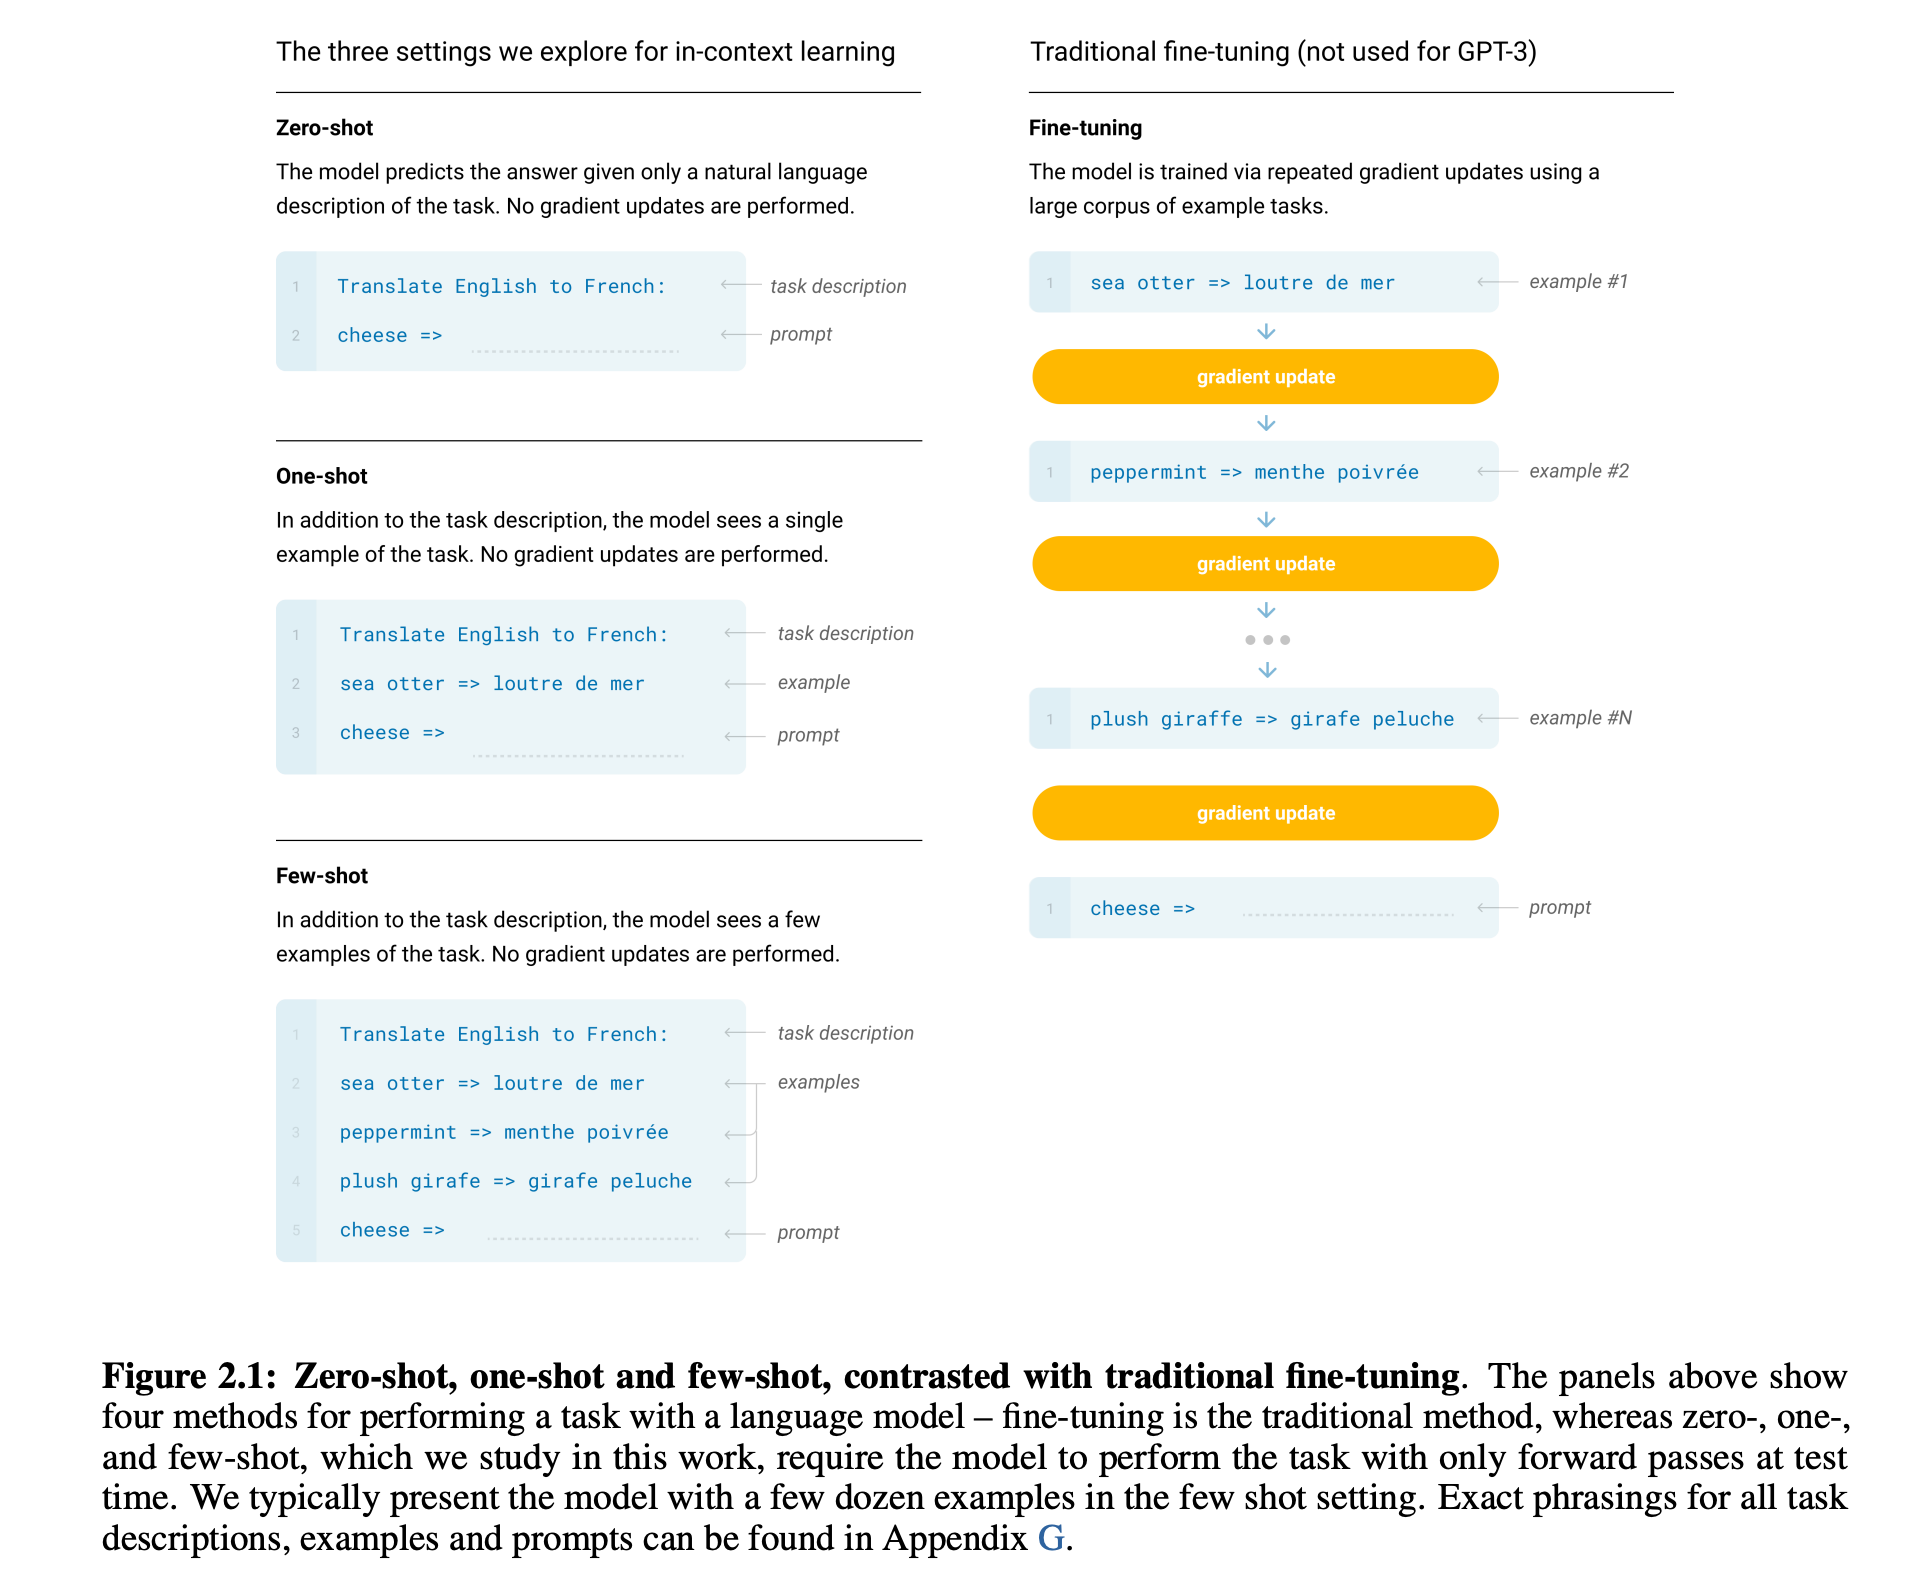 The three settings we explore for in-context learning
Zero-shot
The model predicts the answer given only a natural language
description of the task. No gradient updates are performed.
1 Translate English to French: task description
2 cheese => prompt
One-shot
In addition to the task description, the model sees a single
example of the task. No gradient updates are performed.
1 Translate English to French: task description
2 sea otter => loutre de mer example
3 cheese => prompt
Few-shot
In addition to the task description, the model sees a few
examples of the task. No gradient updates are performed.
1 Translate English to French: task description
2 sea otter => loutre de mer examples
3 peppermint => menthe poivrée
4 plush girafe => girafe peluche
5 cheese => prompt
Traditional fine-tuning (not used for GPT-3)
Fine-tuning
The model is trained via repeated gradient updates using a
large corpus of example tasks.
1 sea otter => loutre de mer example #1
gradient update
1 peppermint => menthe poivrée example #2
gradient update
1 plush giraffe => girafe peluche example #N
gradient update
1 cheese => prompt
Figure 2.1: Zero-shot, one-shot and few-shot, contrasted with traditional fine-tuning. The panels above show
four methods for performing a task with a language model – fine-tuning is the traditional method, whereas zero-, one-,
and few-shot, which we study in this work, require the model to perform the task with only forward passes at test
time. We typically present the model with a few dozen examples in the few shot setting. Exact phrasings for all task
descriptions, examples and prompts can be found in Appendix G.